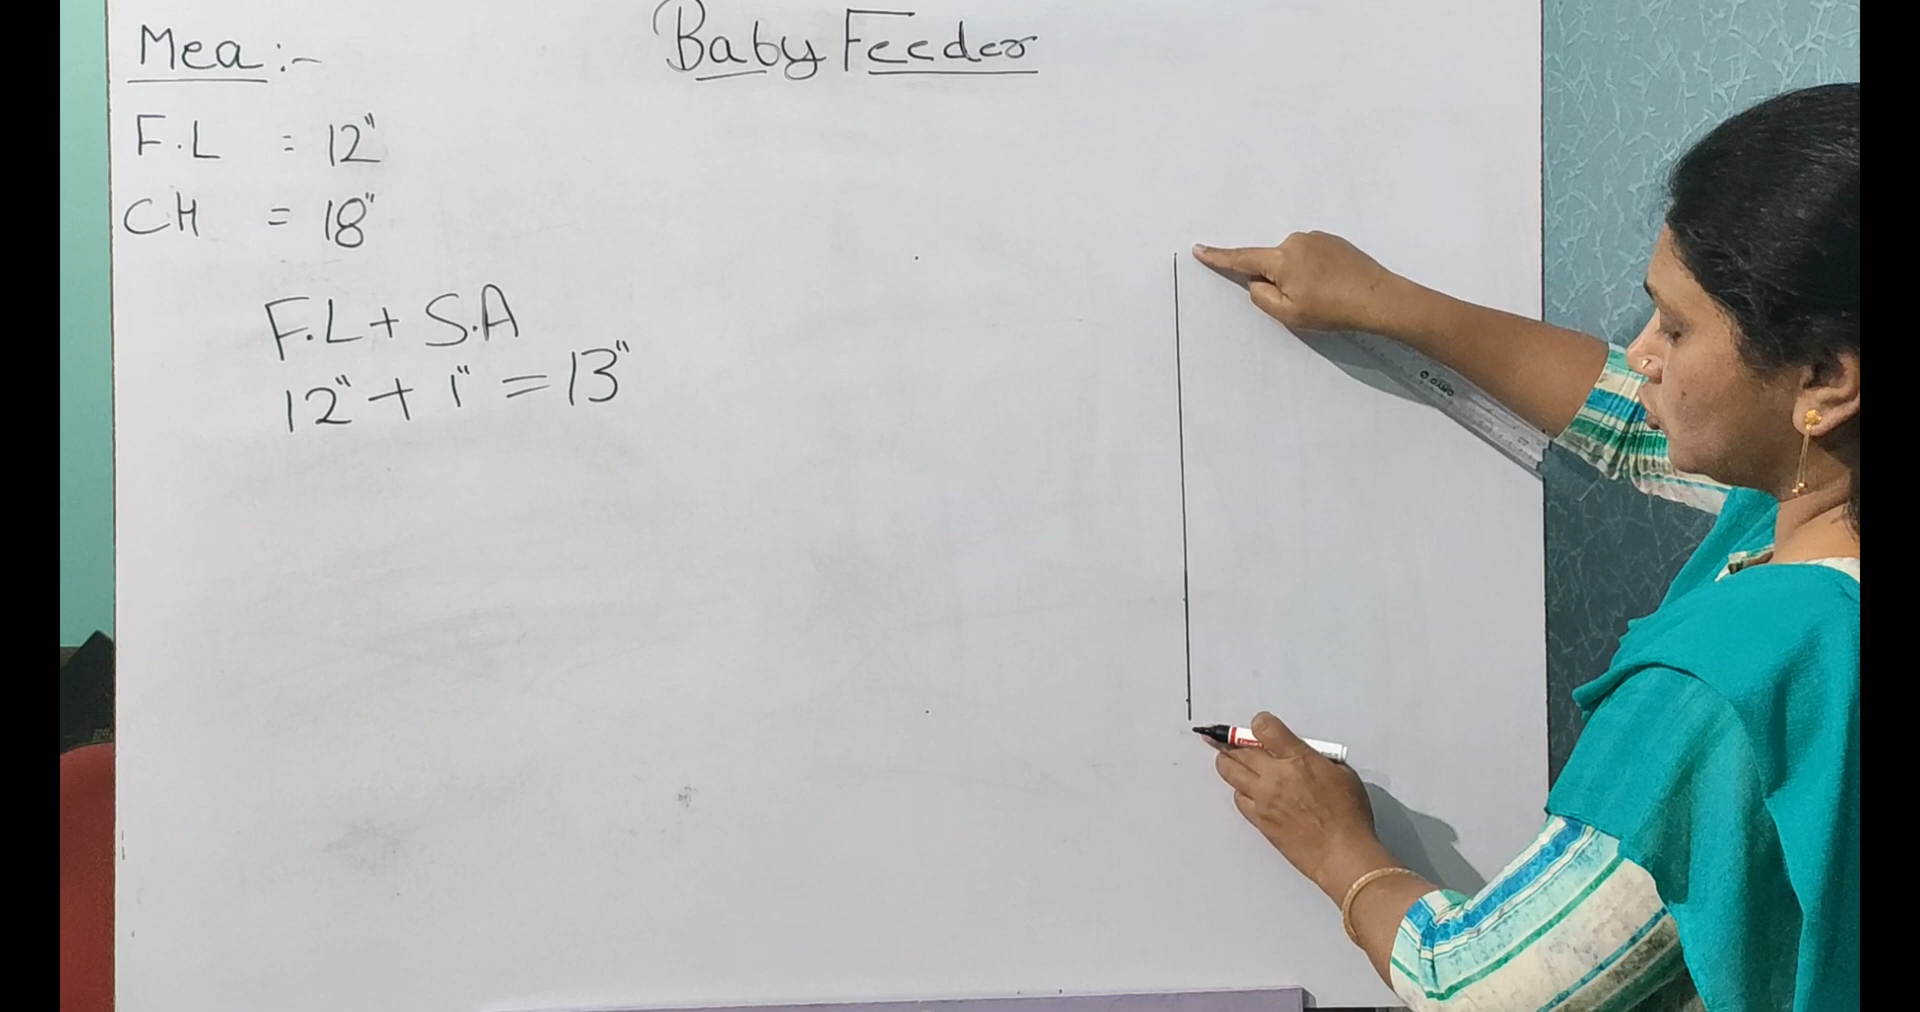 Baby Feeder
Mea :-
F.L = 12"
CH = 18"
F.L + S.A
12" + 1" = 13"